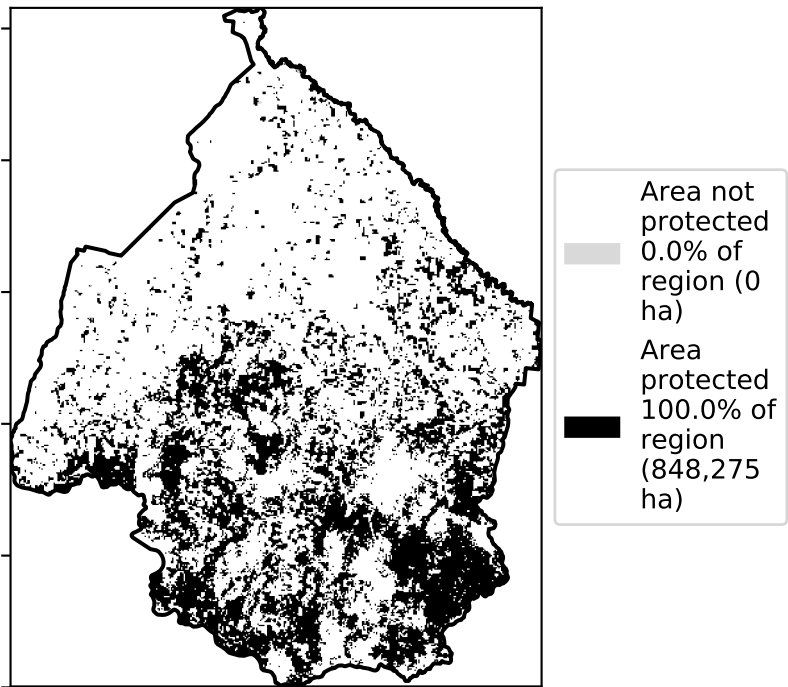 Area not
protected
0.0% of
region (0
ha)
Area
protected
100.0% of
region
(848,275
ha)